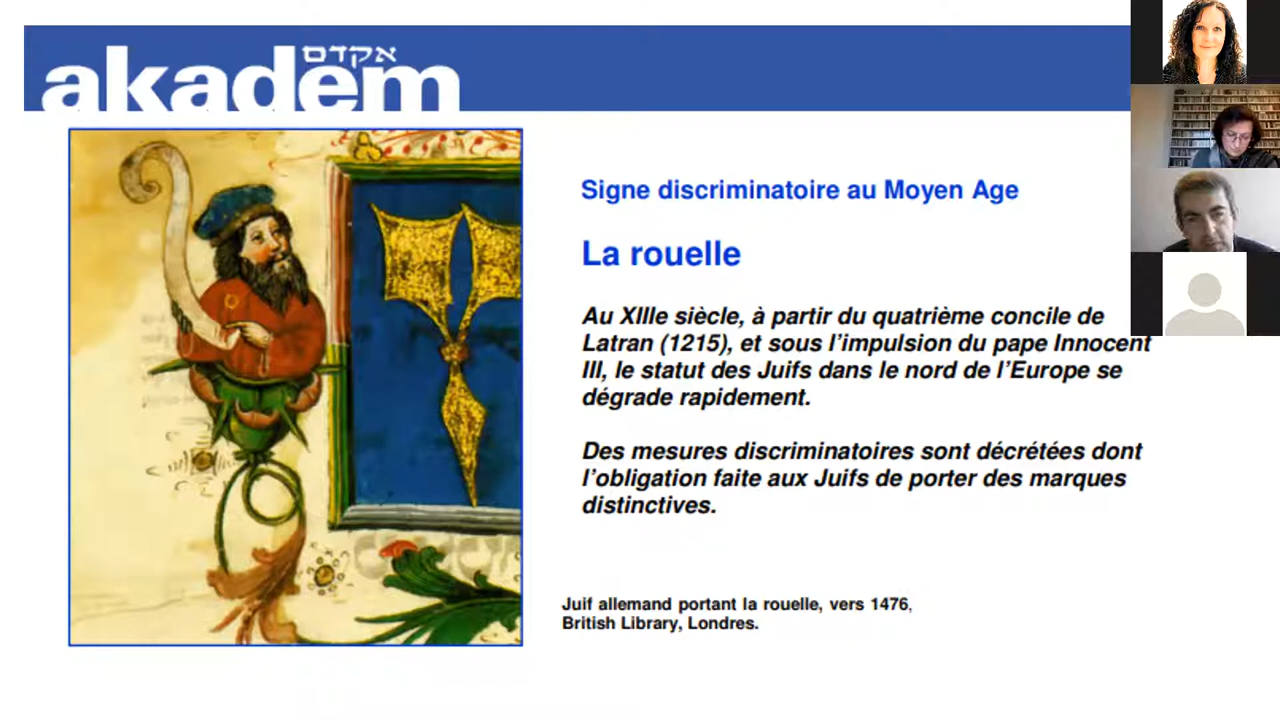 אקדם
akadem
Signe discriminatoire au Moyen Age
La rouelle
Au XIIIe siècle, à partir du quatrième concile de
Latran (1215), et sous l'impulsion du pape Innocent
III, le statut des Juifs dans le nord de l'Europe se
dégrade rapidement.
Des mesures discriminatoires sont décrétées dont
l'obligation faite aux Juifs de porter des marques
distinctives.
Juif allemand portant la rouelle, vers 1476,
British Library, Londres.